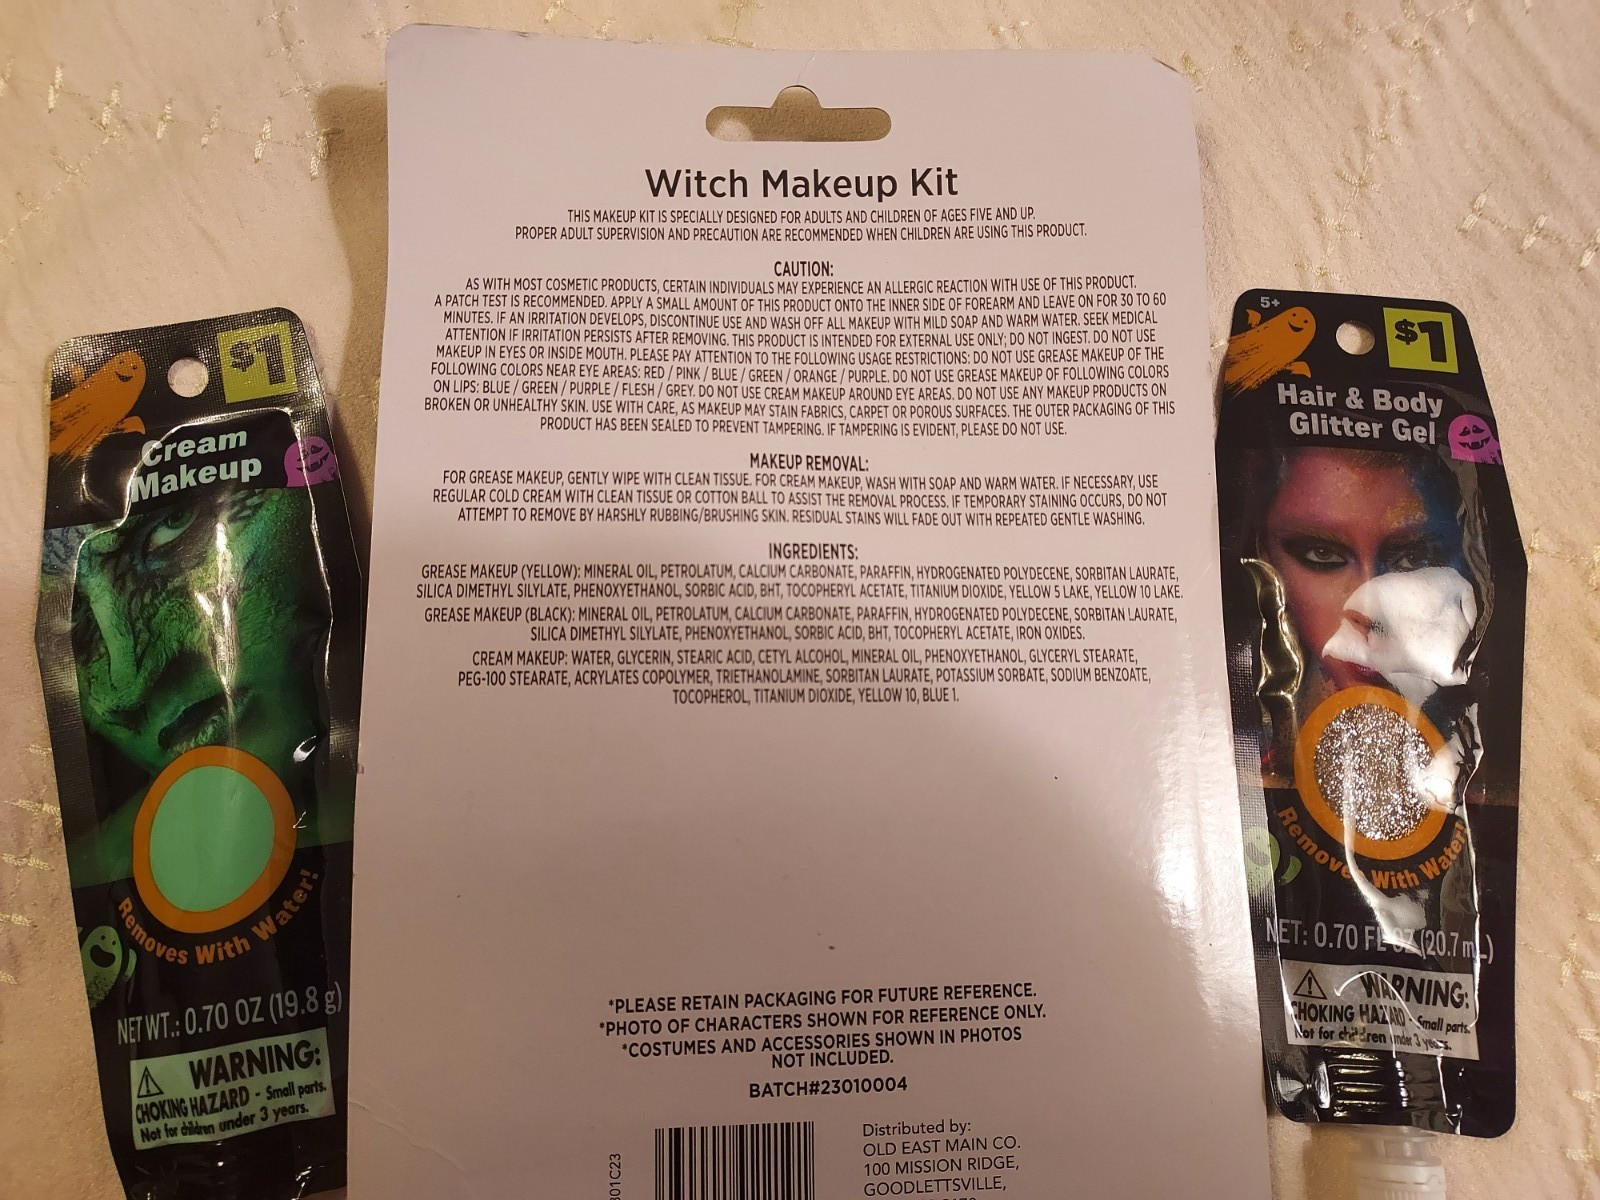 $1
Cream
Makeup
Removes With Water!
NET WT.: 0.70 OZ (19.8 g)
WARNING:
CHOKING HAZARD - Small parts.
Not for children under 3 years.
Witch Makeup Kit
THIS MAKEUP KIT IS SPECIALLY DESIGNED FOR ADULTS AND CHILDREN OF AGES FIVE AND UP.
PROPER ADULT SUPERVISION AND PRECAUTION ARE RECOMMENDED WHEN CHILDREN ARE USING THIS PRODUCT.
CAUTION:
AS WITH MOST COSMETIC PRODUCTS, CERTAIN INDIVIDUALS MAY EXPERIENCE AN ALLERGIC REACTION WITH USE OF THIS PRODUCT.
A PATCH TEST IS RECOMMENDED. APPLY A SMALL AMOUNT OF THIS PRODUCT ONTO THE INNER SIDE OF FOREARM AND LEAVE ON FOR 30 TO 60
MINUTES. IF AN IRRITATION DEVELOPS, DISCONTINUE USE AND WASH OFF ALL MAKEUP WITH MILD SOAP AND WARM WATER. SEEK MEDICAL
ATTENTION IF IRRITATION PERSISTS AFTER REMOVING. THIS PRODUCT IS INTENDED FOR EXTERNAL USE ONLY; DO NOT INGEST. DO NOT USE
MAKEUP IN EYES OR INSIDE MOUTH. PLEASE PAY ATTENTION TO THE FOLLOWING USAGE RESTRICTIONS: DO NOT USE GREASE MAKEUP OF THE
FOLLOWING COLORS NEAR EYE AREAS: RED / PINK / BLUE / GREEN / ORANGE / PURPLE. DO NOT USE GREASE MAKEUP OF FOLLOWING COLORS
ON LIPS: BLUE / GREEN / PURPLE / FLESH / GREY. DO NOT USE CREAM MAKEUP AROUND EYE AREAS. DO NOT USE ANY MAKEUP PRODUCTS ON
BROKEN OR UNHEALTHY SKIN. USE WITH CARE, AS MAKEUP MAY STAIN FABRICS, CARPET OR POROUS SURFACES. THE OUTER PACKAGING OF THIS
PRODUCT HAS BEEN SEALED TO PREVENT TAMPERING. IF TAMPERING IS EVIDENT, PLEASE DO NOT USE.
MAKEUP REMOVAL:
FOR GREASE MAKEUP, GENTLY WIPE WITH CLEAN TISSUE. FOR CREAM MAKEUP, WASH WITH SOAP AND WARM WATER. IF NECESSARY, USE
REGULAR COLD CREAM WITH CLEAN TISSUE OR COTTON BALL TO ASSIST THE REMOVAL PROCESS. IF TEMPORARY STAINING OCCURS, DO NOT
ATTEMPT TO REMOVE BY HARSHLY RUBBING/BRUSHING SKIN. RESIDUAL STAINS WILL FADE OUT WITH REPEATED GENTLE WASHING.
INGREDIENTS:
GREASE MAKEUP (YELLOW): MINERAL OIL, PETROLATUM, CALCIUM CARBONATE, PARAFFIN, HYDROGENATED POLYDECENE, SORBITAN LAURATE,
SILICA DIMETHYL SILYLATE, PHENOXYETHANOL, SORBIC ACID, BHT, TOCOPHERYL ACETATE, TITANIUM DIOXIDE, YELLOW 5 LAKE, YELLOW 10 LAKE.
GREASE MAKEUP (BLACK): MINERAL OIL, PETROLATUM, CALCIUM CARBONATE, PARAFFIN, HYDROGENATED POLYDECENE, SORBITAN LAURATE,
SILICA DIMETHYL SILYLATE, PHENOXYETHANOL, SORBIC ACID, BHT, TOCOPHERYL ACETATE, IRON OXIDES.
CREAM MAKEUP: WATER, GLYCERIN, STEARIC ACID, CETYL ALCOHOL, MINERAL OIL, PHENOXYETHANOL, GLYCERYL STEARATE,
PEG-100 STEARATE, ACRYLATES COPOLYMER, TRIETHANOLAMINE, SORBITAN LAURATE, POTASSIUM SORBATE, SODIUM BENZOATE,
TOCOPHEROL, TITANIUM DIOXIDE, YELLOW 10, BLUE 1.
*PLEASE RETAIN PACKAGING FOR FUTURE REFERENCE.
*PHOTO OF CHARACTERS SHOWN FOR REFERENCE ONLY.
*COSTUMES AND ACCESSORIES SHOWN IN PHOTOS
NOT INCLUDED.
BATCH#23010004
Distributed by:
OLD EAST MAIN CO.
100 MISSION RIDGE,
GOODLETTSVILLE,
5+
$1
Hair & Body
Glitter Gel
Removes With Water!
NET: 0.70 FL OZ (20.7 mL)
WARNING:
CHOKING HAZARD - Small parts.
Not for children under 3 years.